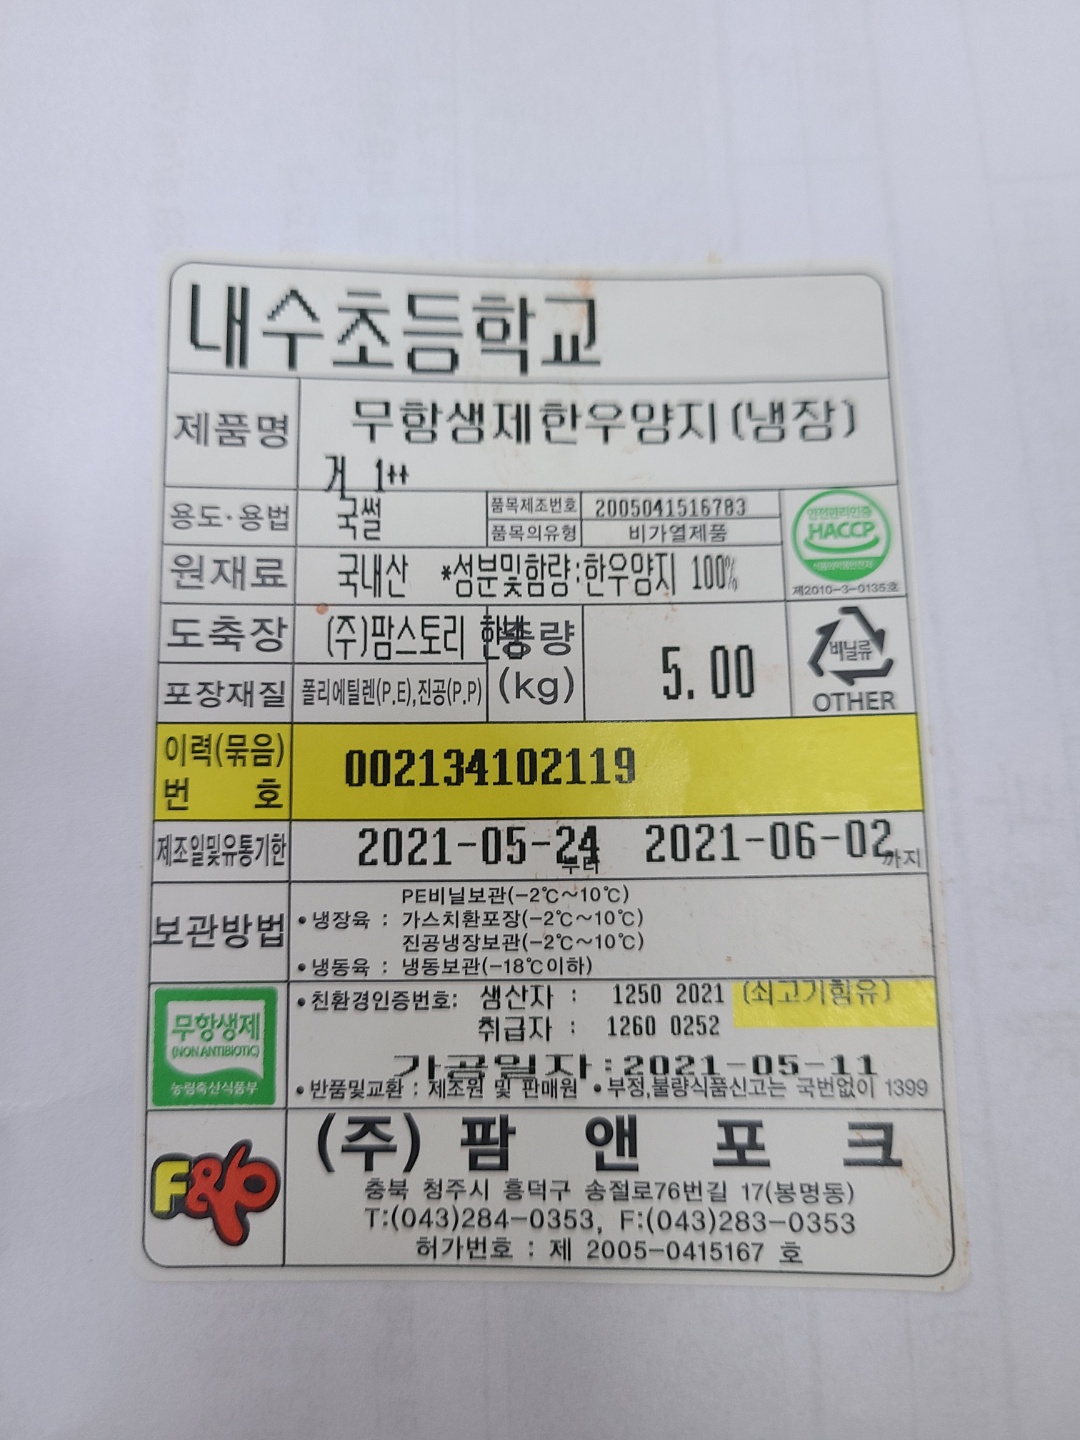 내수초등학교
제품명 무항생제한우양지(냉장)
거 1++
용도·용법 국썰 품목제조번호 2005041516783
품목의유형 비가열제품
안전관리인증
HACCP
식품의약품안전처
제2010-3-0135호
원재료 국내산 *성분및함량:한우양지 100%
도축장 (주)팜스토리 한냉 중량
(kg) 5.00
비닐류
OTHER
포장재질 폴리에틸렌(P.E),진공(P.P)
이력(묶음)
번 호 002134102119
제조일및유통기한 2021-05-24 부터 2021-06-02 까지
보관방법
PE비닐보관(-2℃~10℃)
•냉장육 : 가스치환포장(-2℃~10℃)
진공냉장보관(-2℃~10℃)
•냉동육 : 냉동보관(-18℃이하)
무항생제
(NON ANTIBIOTIC)
농림축산식품부
•친환경인증번호: 생산자 : 1250 2021 (쇠고기함유)
취급자 : 1260 0252
가공일자:2021-05-11
•반품및교환 : 제조원 및 판매원 •부정,불량식품신고는 국번없이 1399
F&P
(주) 팜 앤 포 크
충북 청주시 흥덕구 송절로76번길 17(봉명동)
T:(043)284-0353, F:(043)283-0353
허가번호 : 제 2005-0415167 호